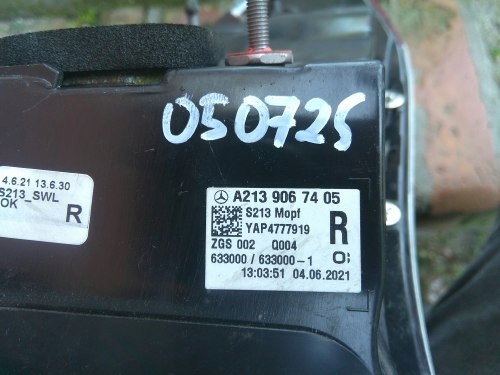 050725
4.6.21 13.6.30
S213_SWL
OK
R
A213 906 74 05
S213 Mopf
YAP4777919
R
ZGS 002 Q004
633000 / 633000-1
13:03:51 04.06.2021